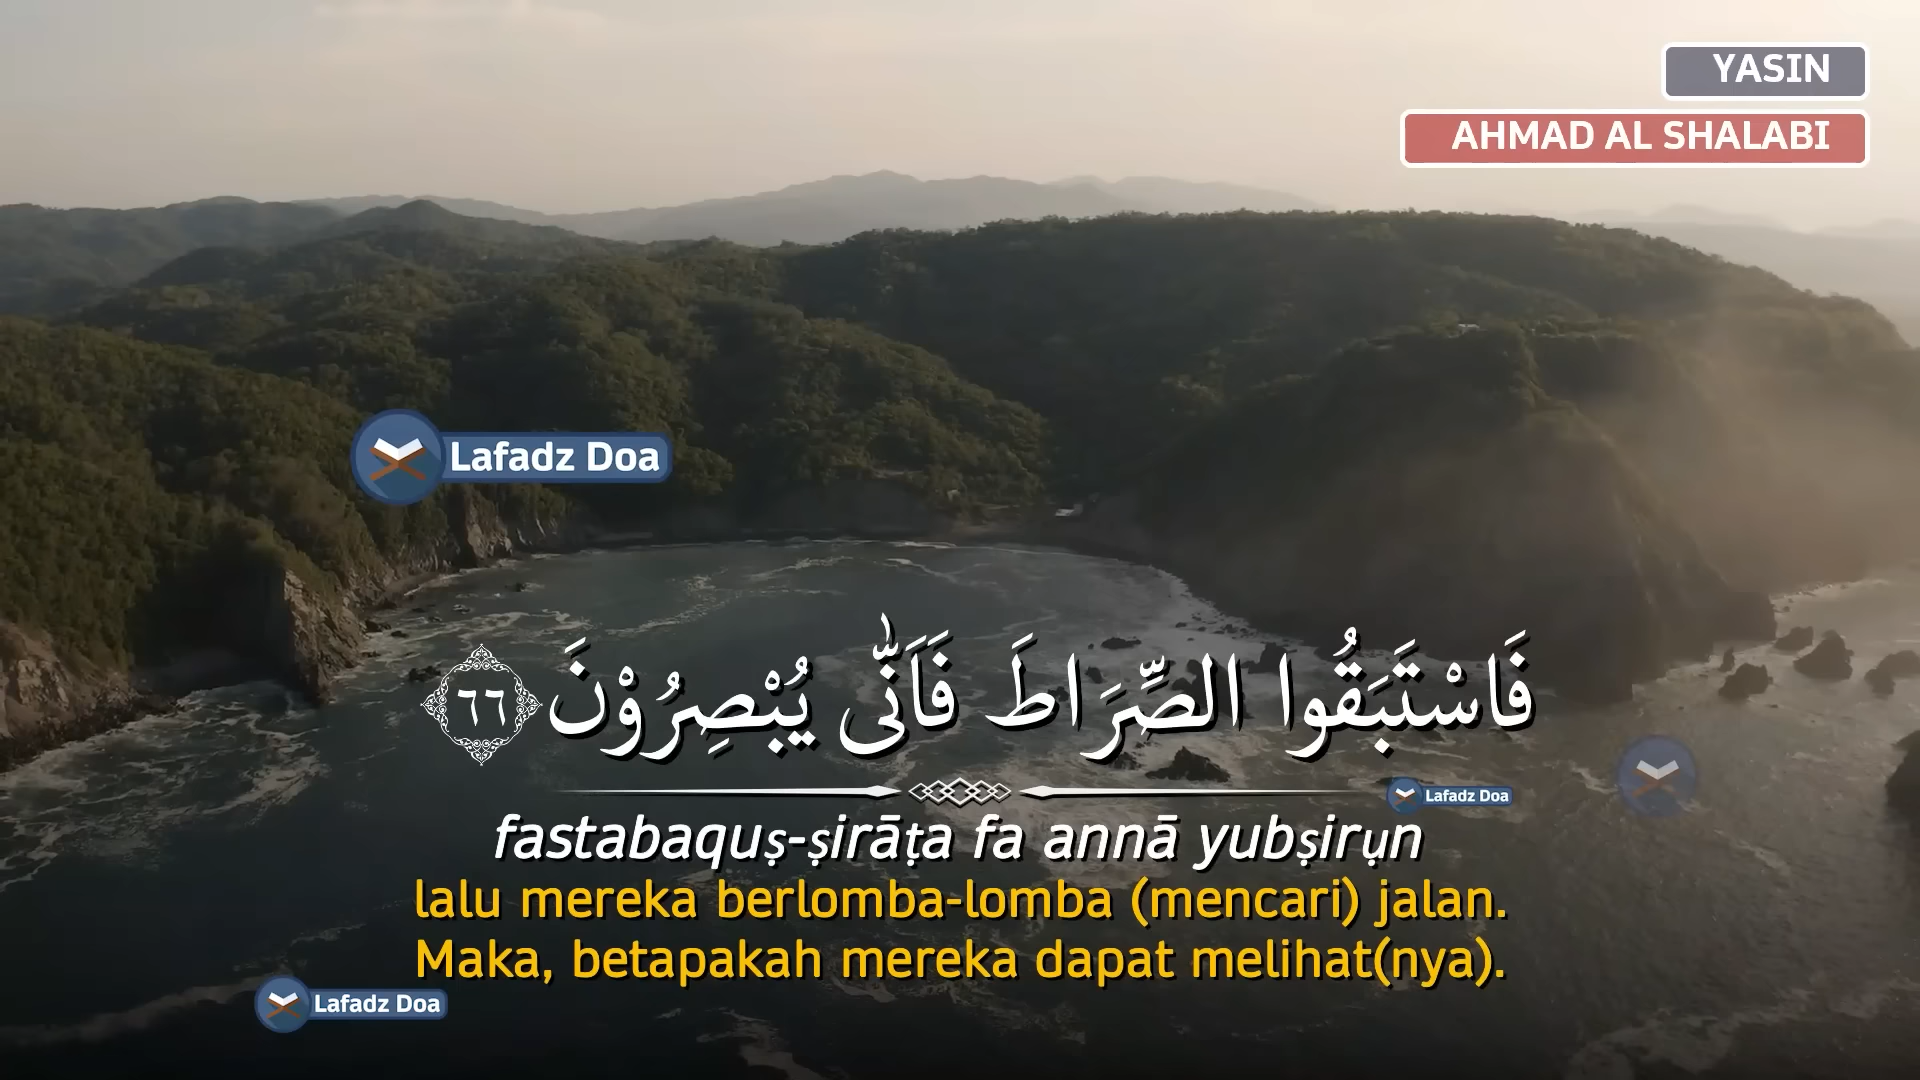 YASIN
AHMAD AL SHALABI
Lafadz Doa
فَاسْتَبَقُوا الصِّرَاطَ فَاَنّٰى يُبْصِرُوْنَ ٦٦
Lafadz Doa
fastabaquṣ-ṣirāṭa fa annā yubṣirụn
lalu mereka berlomba-lomba (mencari) jalan.
Maka, betapakah mereka dapat melihat(nya).
Lafadz Doa